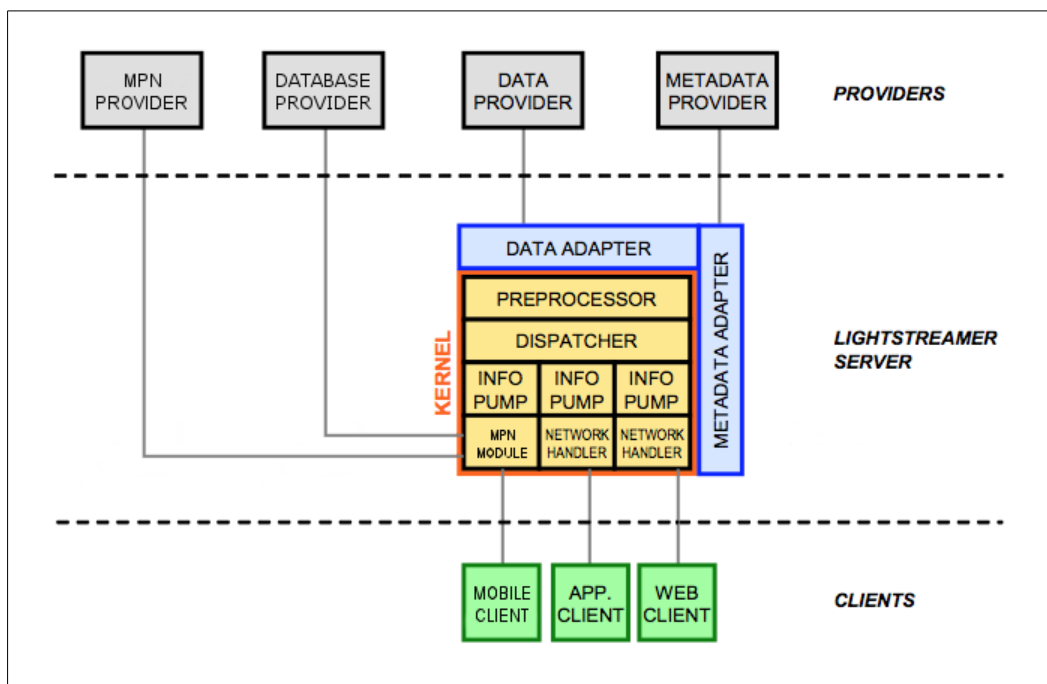 MPN
PROVIDER
DATABASE
PROVIDER
DATA
PROVIDER
METADATA
PROVIDER
PROVIDERS
DATA ADAPTER
METADATA ADAPTER
KERNEL
PREPROCESSOR
DISPATCHER
INFO
PUMP
INFO
PUMP
INFO
PUMP
MPN
MODULE
NETWORK
HANDLER
NETWORK
HANDLER
LIGHTSTREAMER
SERVER
MOBILE
CLIENT
APP.
CLIENT
WEB
CLIENT
CLIENTS